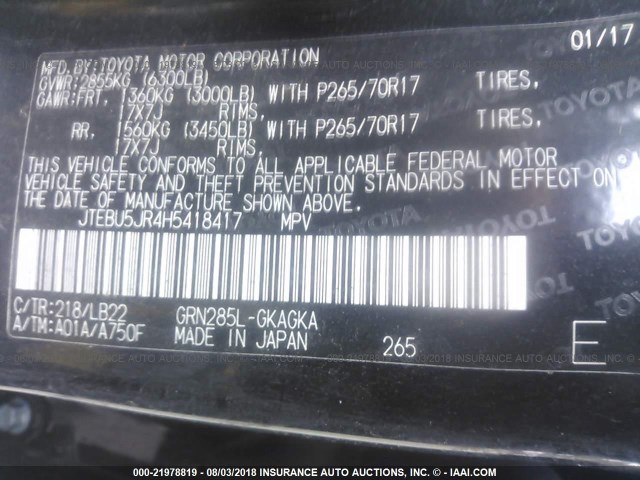 MFD. BY: TOYOTA MOTOR CORPORATION 01/17
GVWR: 2855KG (6300LB)
GAWR: FRT. 1360KG (3000LB) WITH P265/70R17 TIRES,
17X7J RIMS,
RR. 1560KG (3450LB) WITH P265/70R17 TIRES,
17X7J RIMS,
THIS VEHICLE CONFORMS TO ALL APPLICABLE FEDERAL MOTOR
VEHICLE SAFETY AND THEFT PREVENTION STANDARDS IN EFFECT ON
THE DATE OF MANUFACTURE SHOWN ABOVE.
JTEBU5JR4H5418417 MPV
C/TR: 218/LB22 GRN285L-GKAGKA
A/TM: A01A/A750F MADE IN JAPAN 265 E
TOYOTA
TOYOTA
TOYOTA
TOYOTA
000-21978819 - 08/03/2018 INSURANCE AUTO AUCTIONS, INC. - © - IAAI.COM